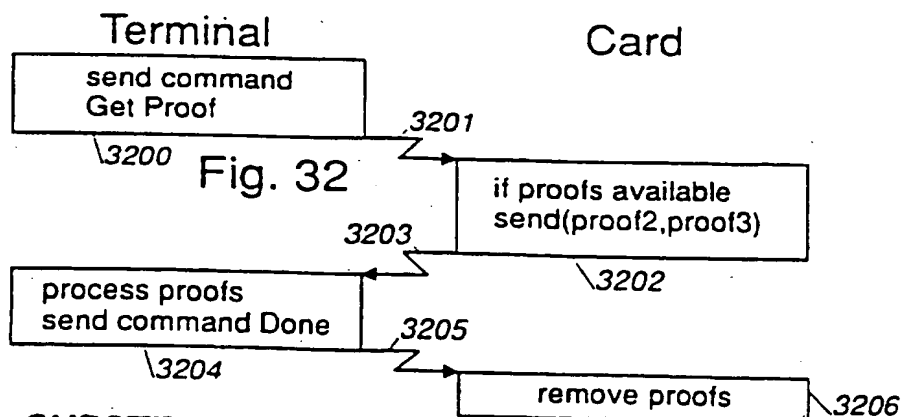 Terminal
Card
send command
Get Proof
3201
3200
Fig. 32
if proofs available
send(proof2,proof3)
3203
3202
process proofs
send command Done
3205
3204
remove proofs
3206